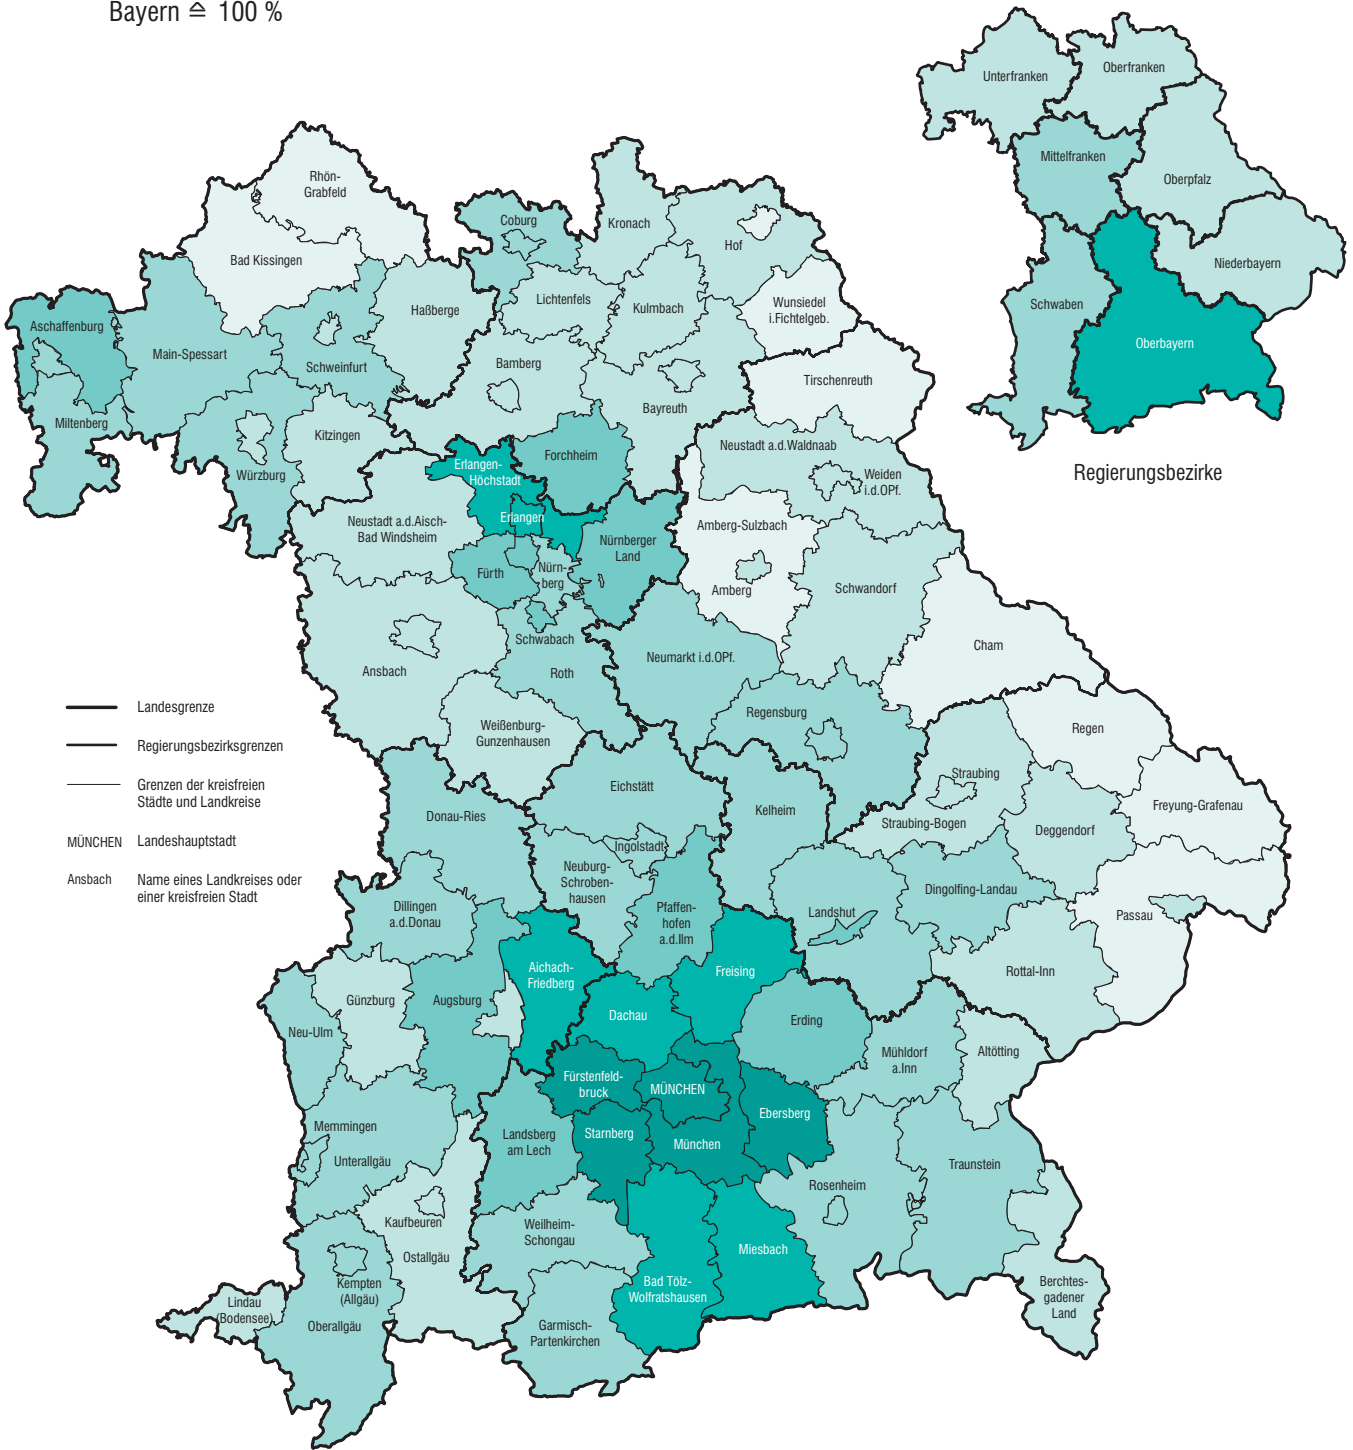 Bayern ≙ 100 %
Unterfranken
Oberfranken
Mittelfranken
Oberpfalz
Niederbayern
Schwaben
Oberbayern
Regierungsbezirke
Rhön-
Grabfeld
Bad Kissingen
Coburg
Kronach
Hof
Lichtenfels
Kulmbach
Wunsiedel
i.Fichtelgeb.
Haßberge
Aschaffenburg
Main-Spessart
Schweinfurt
Bamberg
Tirschenreuth
Bayreuth
Miltenberg
Kitzingen
Würzburg
Forchheim
Neustadt a.d.Waldnaab
Weiden
i.d.OPf.
Erlangen-
Höchstadt
Erlangen
Neustadt a.d.Aisch-
Bad Windsheim
Nürnberger
Land
Amberg-Sulzbach
Fürth
Nürn-
berg
Amberg
Schwandorf
Cham
Schwabach
Roth
Neumarkt i.d.OPf.
Ansbach
Weißenburg-
Gunzenhausen
Regensburg
Regen
Landesgrenze
Regierungsbezirksgrenzen
Grenzen der kreisfreien
Städte und Landkreise
MÜNCHEN Landeshauptstadt
Ansbach Name eines Landkreises oder
einer kreisfreien Stadt
Eichstätt
Straubing
Freyung-Grafenau
Donau-Ries
Kelheim
Straubing-Bogen
Deggendorf
Ingolstadt
Neuburg-
Schroben-
hausen
Dingolfing-Landau
Dillingen
a.d.Donau
Pfaffen-
hofen
a.d.Ilm
Landshut
Passau
Aichach-
Friedberg
Freising
Rottal-Inn
Günzburg
Augsburg
Dachau
Erding
Neu-Ulm
Mühldorf
a.Inn
Altötting
Fürstenfeld-
bruck
MÜNCHEN
Ebersberg
Memmingen
Unterallgäu
Landsberg
am Lech
Starnberg
München
Traunstein
Rosenheim
Kaufbeuren
Ostallgäu
Weilheim-
Schongau
Miesbach
Kempten
(Allgäu)
Bad Tölz-
Wolfratshausen
Berchtes-
gadener
Land
Lindau
(Bodensee)
Oberallgäu
Garmisch-
Partenkirchen